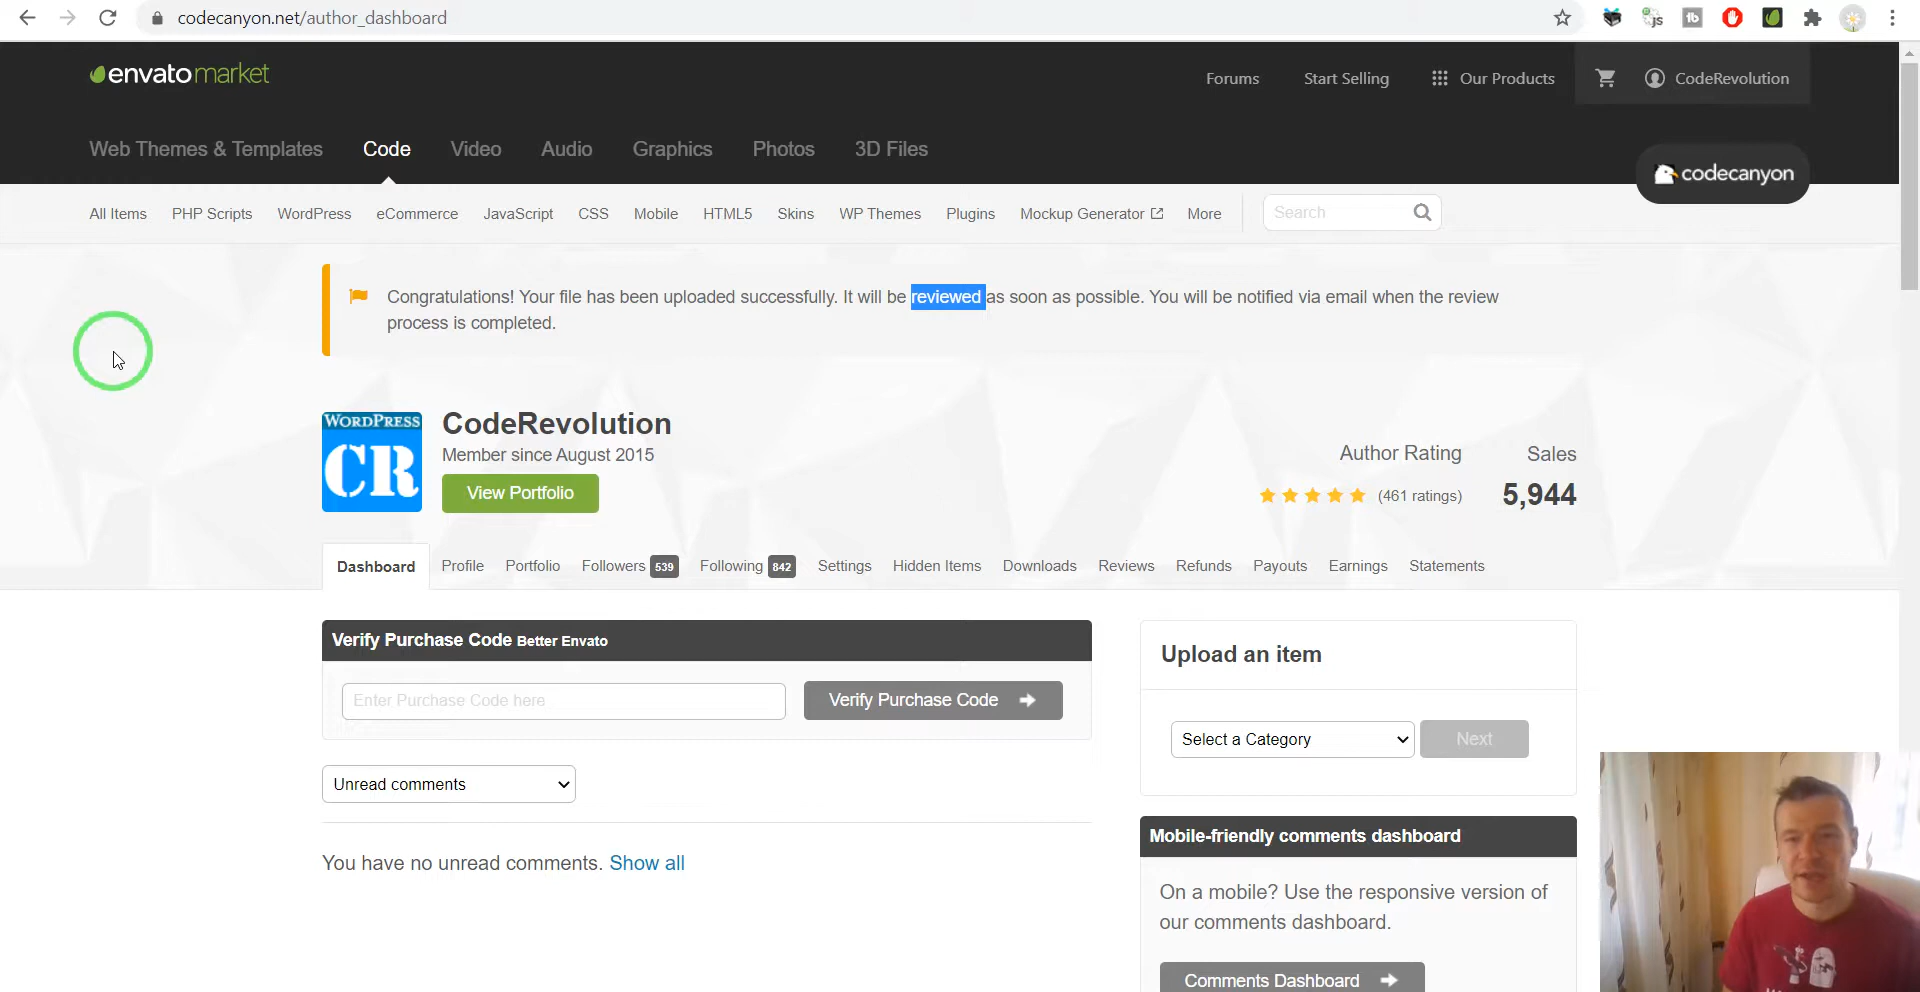 codecanyon.net/author_dashboard
envatomarket
Forums
Start Selling
Our Products
CodeRevolution
Web Themes & Templates
Code
Video
Audio
Graphics
Photos
3D Files
codecanyon
All Items
PHP Scripts
WordPress
eCommerce
JavaScript
CSS
Mobile
HTML5
Skins
WP Themes
Plugins
Mockup Generator
More
Search
Congratulations! Your file has been uploaded successfully. It will be reviewed as soon as possible. You will be notified via email when the review
process is completed.
WORDPRESS
CR
CodeRevolution
Member since August 2015
View Portfolio
Author Rating
Sales
(461 ratings)
5,944
Dashboard
Profile
Portfolio
Followers 539
Following 842
Settings
Hidden Items
Downloads
Reviews
Refunds
Payouts
Earnings
Statements
Verify Purchase Code Better Envato
Enter Purchase Code here
Verify Purchase Code
Unread comments
You have no unread comments. Show all
Upload an item
Select a Category
Next
Mobile-friendly comments dashboard
On a mobile? Use the responsive version of
our comments dashboard.
Comments Dashboard